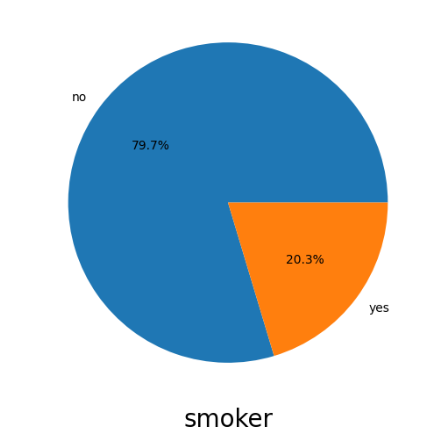 no
79.7%
20.3%
yes
smoker